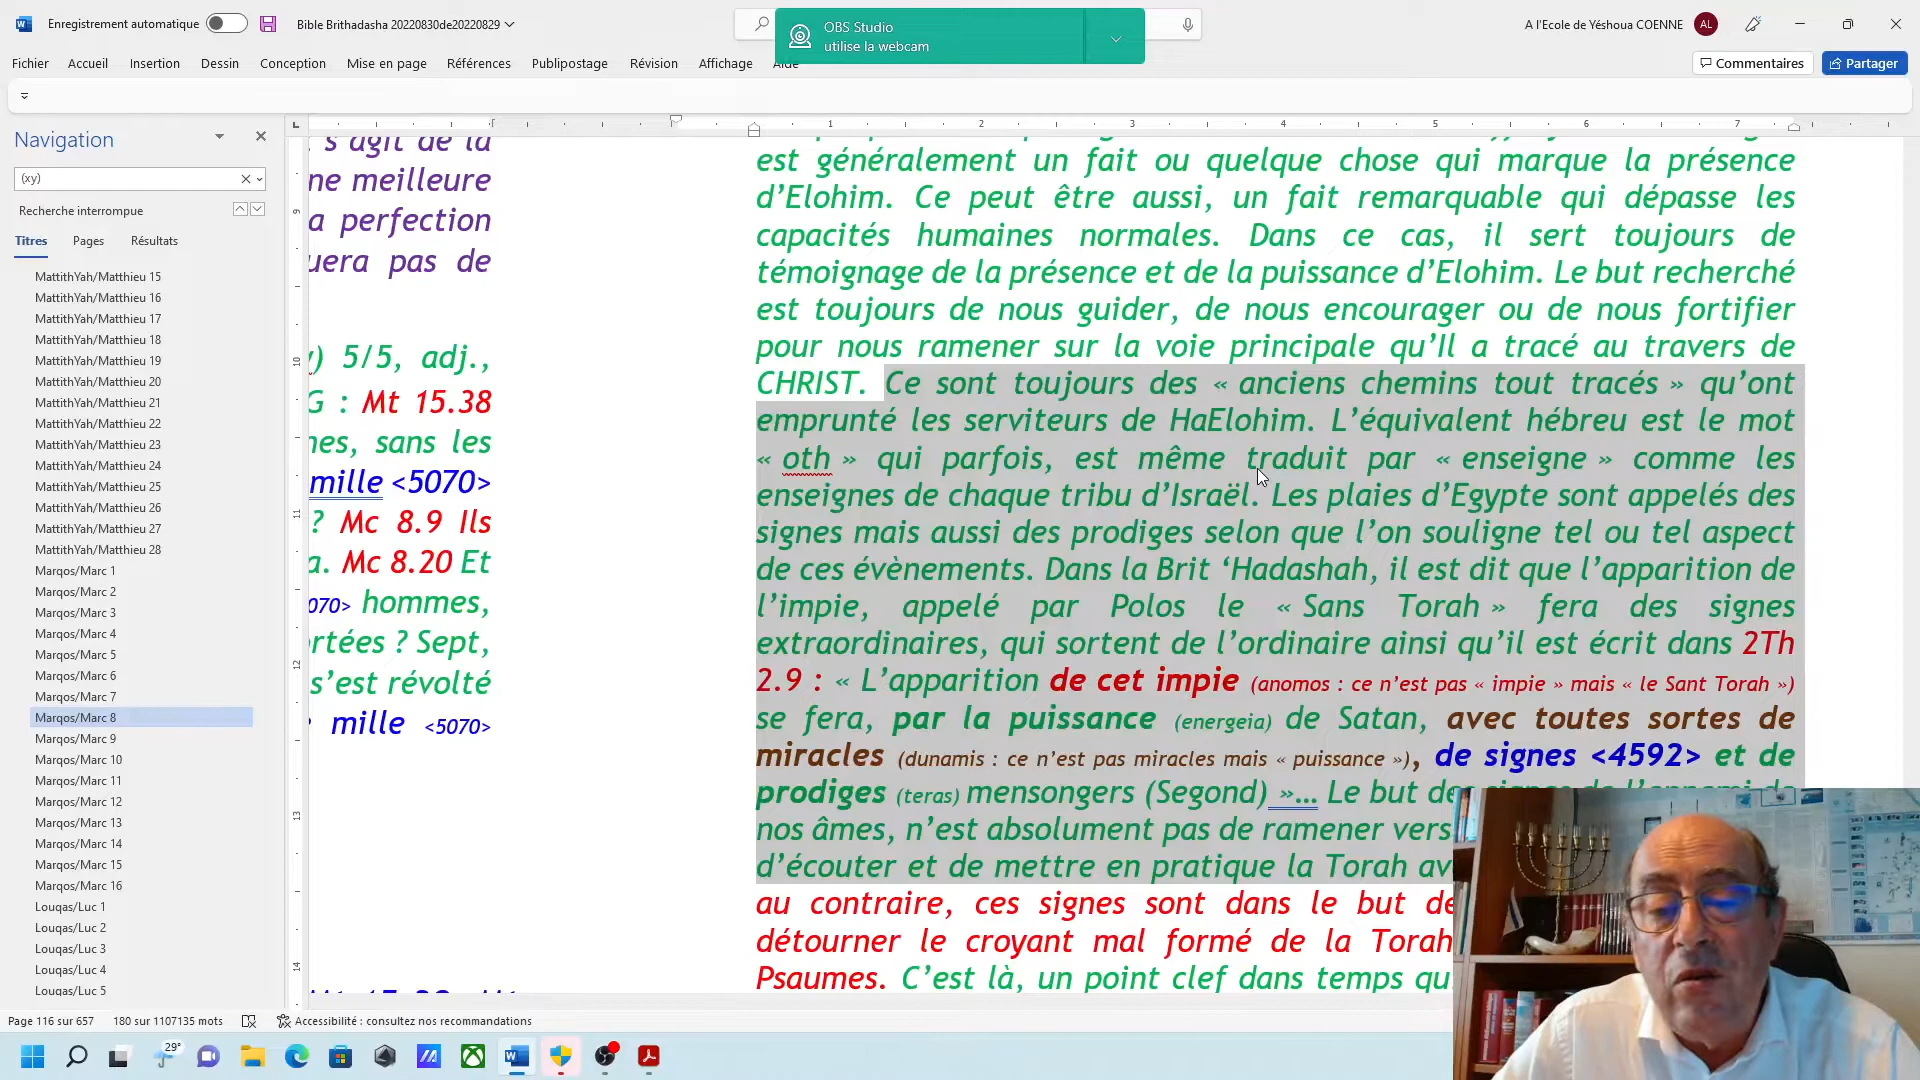 Enregistrement automatique
Bible Brithadasha 20220830de20220829
OBS Studio
utilise la webcam
A l'Ecole de Yéshoua COENNE
AL
Fichier Accueil Insertion Dessin Conception Mise en page Références Publipostage Révision Affichage Aide
Commentaires
Partager
Navigation
(xy)
Recherche interrompue
Titres Pages Résultats
MattithYah/Matthieu 15
MattithYah/Matthieu 16
MattithYah/Matthieu 17
MattithYah/Matthieu 18
MattithYah/Matthieu 19
MattithYah/Matthieu 20
MattithYah/Matthieu 21
MattithYah/Matthieu 22
MattithYah/Matthieu 23
MattithYah/Matthieu 24
MattithYah/Matthieu 25
MattithYah/Matthieu 26
MattithYah/Matthieu 27
MattithYah/Matthieu 28
Marqos/Marc 1
Marqos/Marc 2
Marqos/Marc 3
Marqos/Marc 4
Marqos/Marc 5
Marqos/Marc 6
Marqos/Marc 7
Marqos/Marc 8
Marqos/Marc 9
Marqos/Marc 10
Marqos/Marc 11
Marqos/Marc 12
Marqos/Marc 13
Marqos/Marc 14
Marqos/Marc 15
Marqos/Marc 16
Louqas/Luc 1
Louqas/Luc 2
Louqas/Luc 3
Louqas/Luc 4
Louqas/Luc 5
1 2 3 4 5 6 7
9
10
11
12
13
14
s'agit de la
ne meilleure
a perfection
uera pas de
) 5/5, adj.,
G : Mt 15.38
nes, sans les
mille <5070>
? Mc 8.9 Ils
a. Mc 8.20 Et
070> hommes,
rtées ? Sept,
s'est révolté
mille <5070>
est généralement un fait ou quelque chose qui marque la présence
d'Elohim. Ce peut être aussi, un fait remarquable qui dépasse les
capacités humaines normales. Dans ce cas, il sert toujours de
témoignage de la présence et de la puissance d'Elohim. Le but recherché
est toujours de nous guider, de nous encourager ou de nous fortifier
pour nous ramener sur la voie principale qu'Il a tracé au travers de
CHRIST. Ce sont toujours des « anciens chemins tout tracés » qu'ont
emprunté les serviteurs de HaElohim. L'équivalent hébreu est le mot
« oth » qui parfois, est même traduit par « enseigne » comme les
enseignes de chaque tribu d'Israël. Les plaies d'Egypte sont appelés des
signes mais aussi des prodiges selon que l'on souligne tel ou tel aspect
de ces évènements. Dans la Brit 'Hadashah, il est dit que l'apparition de
l'impie, appelé par Polos le « Sans Torah » fera des signes
extraordinaires, qui sortent de l'ordinaire ainsi qu'il est écrit dans 2Th
2.9 : « L'apparition de cet impie (anomos : ce n'est pas « impie » mais « le Sant Torah »)
se fera, par la puissance (energeia) de Satan, avec toutes sortes de
miracles (dunamis : ce n'est pas miracles mais « puissance »), de signes <4592> et de
prodiges (teras) mensongers (Segond) »... Le but
nos âmes, n'est absolument pas de ramener vers
d'écouter et de mettre en pratique la Torah
au contraire, ces signes sont dans le but
détourner le croyant mal formé de la Torah
Psaumes. C'est là, un point clef dans temps
Page 116 sur 657 180 sur 1107135 mots Accessibilité : consultez nos recommandations
29°